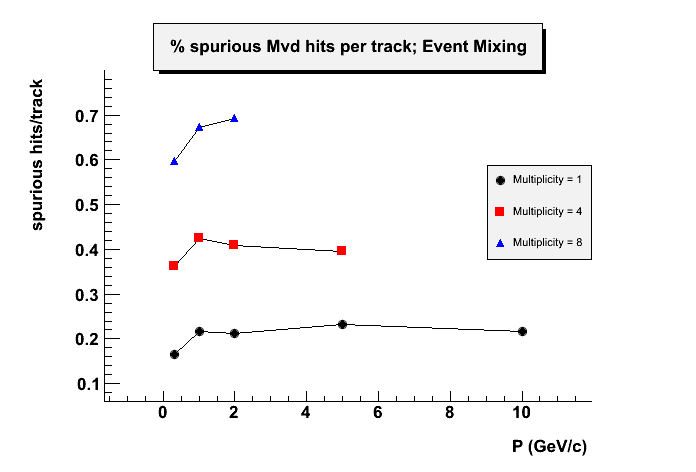 % spurious Mvd hits per track; Event Mixing
spurious hits/track
0.7
0.6
0.5
0.4
0.3
0.2
0.1
Multiplicity = 1
Multiplicity = 4
Multiplicity = 8
0 2 4 6 8 10
P (GeV/c)